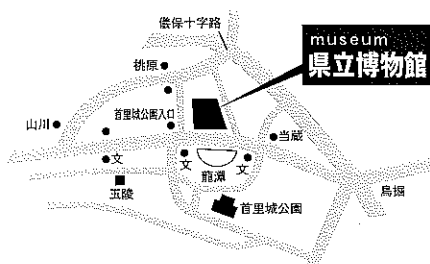 儀保十字路
museum
県立博物館
桃原
首里城公園入口
山川
当蔵
文
文
文
龍潭
玉陵
鳥掘
首里城公園